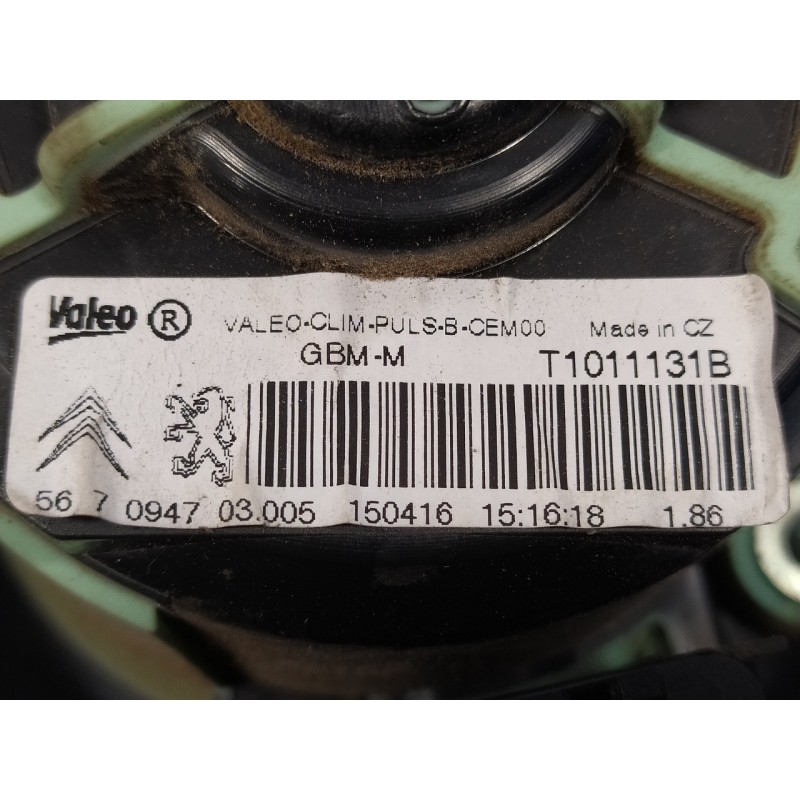 Valeo ® VALEO-CLIM-PULS-B-CEM00 Made in CZ
GBM-M T1011131B
56 7 0947 03.005 150416 15:16:18 1.86